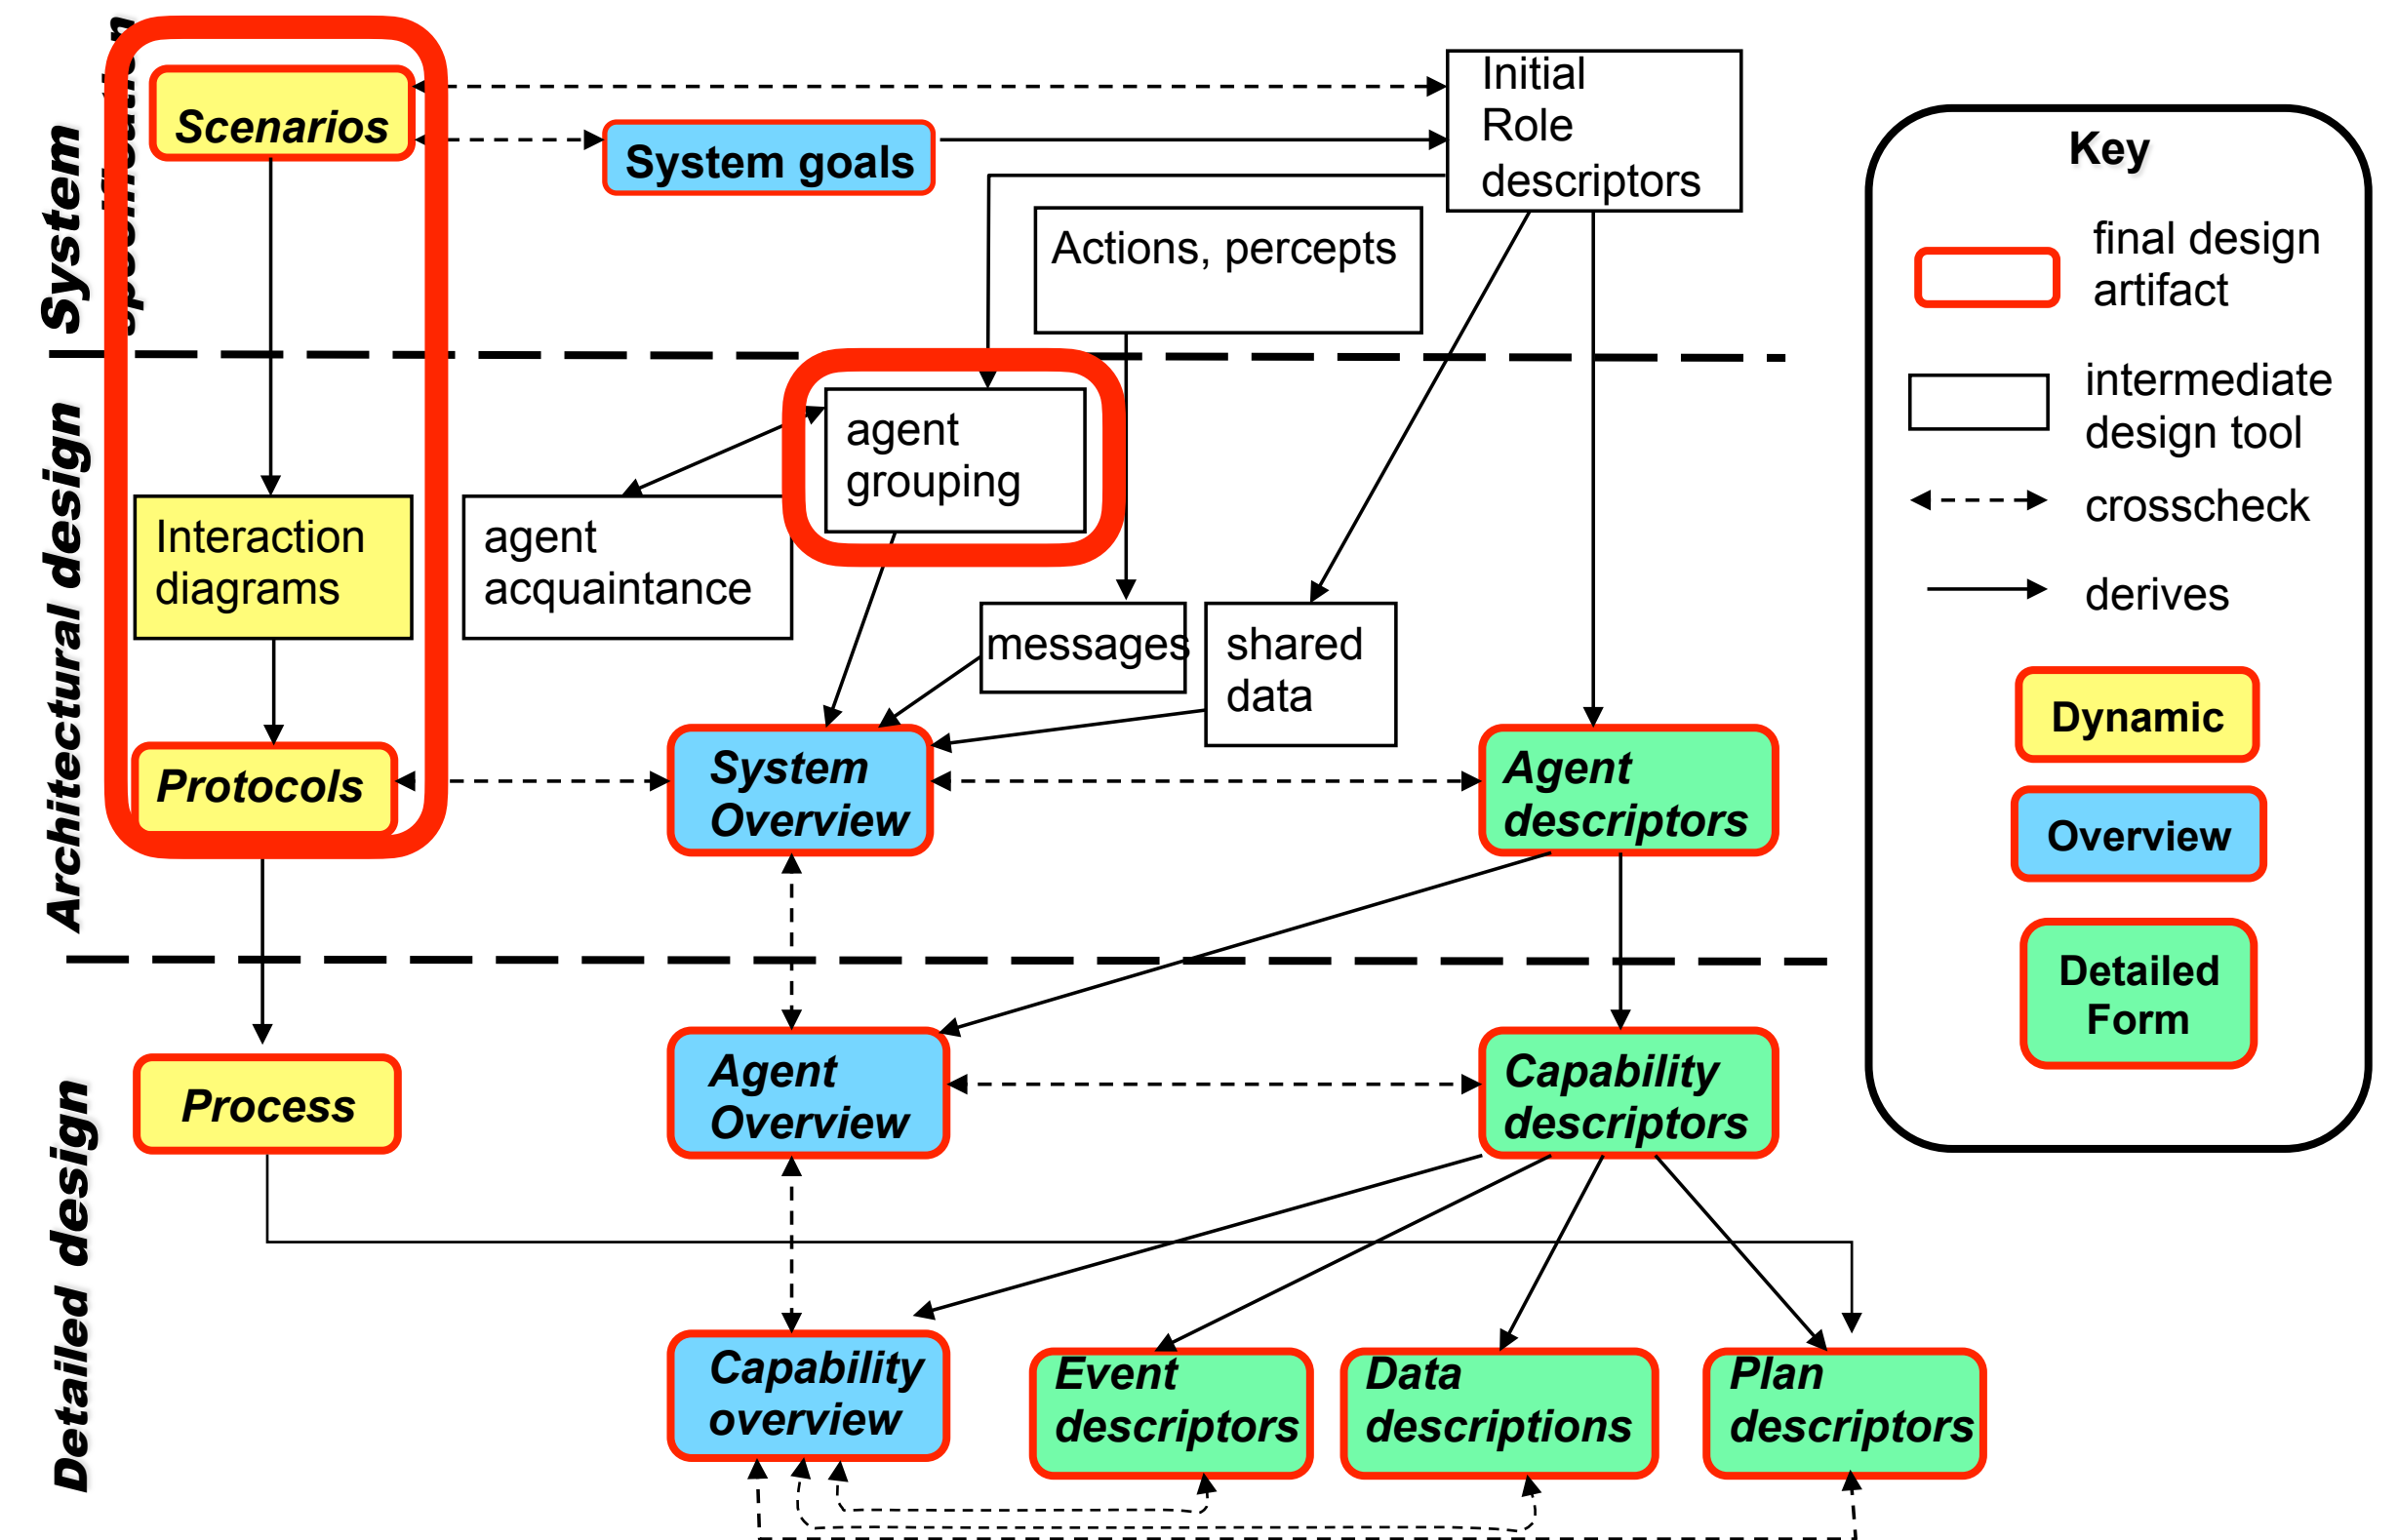 System
specification
Scenarios
System goals
Initial
Role
descriptors
Actions, percepts
Architectural design
agent
grouping
Interaction
diagrams
agent
acquaintance
messages
shared
data
Protocols
System
Overview
Agent
descriptors
Detailed design
Process
Agent
Overview
Capability
descriptors
Capability
overview
Event
descriptors
Data
descriptions
Plan
descriptors
Key
final design
artifact
intermediate
design tool
crosscheck
derives
Dynamic
Overview
Detailed
Form